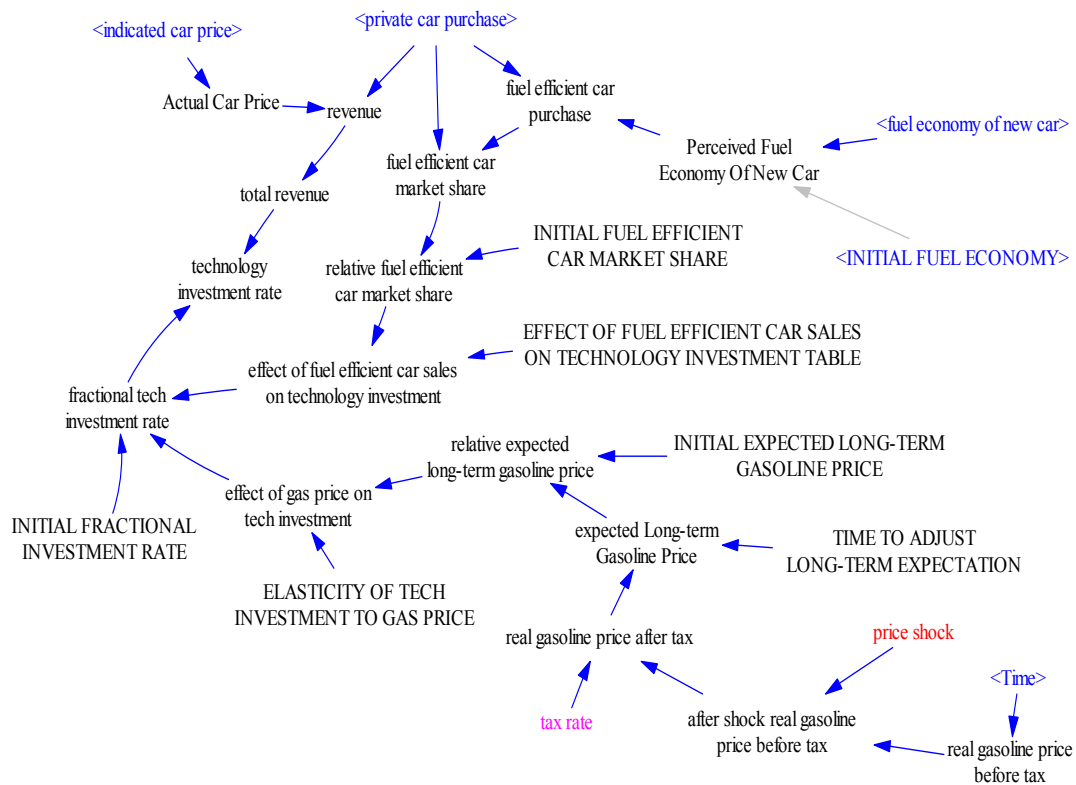 <indicated car price>
<private car purchase>
Actual Car Price
revenue
fuel efficient car
purchase
<fuel economy of new car>
Perceived Fuel
Economy Of New Car
fuel efficient car
market share
total revenue
INITIAL FUEL EFFICIENT
CAR MARKET SHARE
<INITIAL FUEL ECONOMY>
technology
investment rate
relative fuel efficient
car market share
EFFECT OF FUEL EFFICIENT CAR SALES
ON TECHNOLOGY INVESTMENT TABLE
effect of fuel efficient car sales
on technology investment
fractional tech
investment rate
relative expected
long-term gasoline price
INITIAL EXPECTED LONG-TERM
GASOLINE PRICE
effect of gas price on
tech investment
INITIAL FRACTIONAL
INVESTMENT RATE
expected Long-term
Gasoline Price
TIME TO ADJUST
LONG-TERM EXPECTATION
ELASTICITY OF TECH
INVESTMENT TO GAS PRICE
real gasoline price after tax
price shock
<Time>
tax rate
after shock real gasoline
price before tax
real gasoline price
before tax